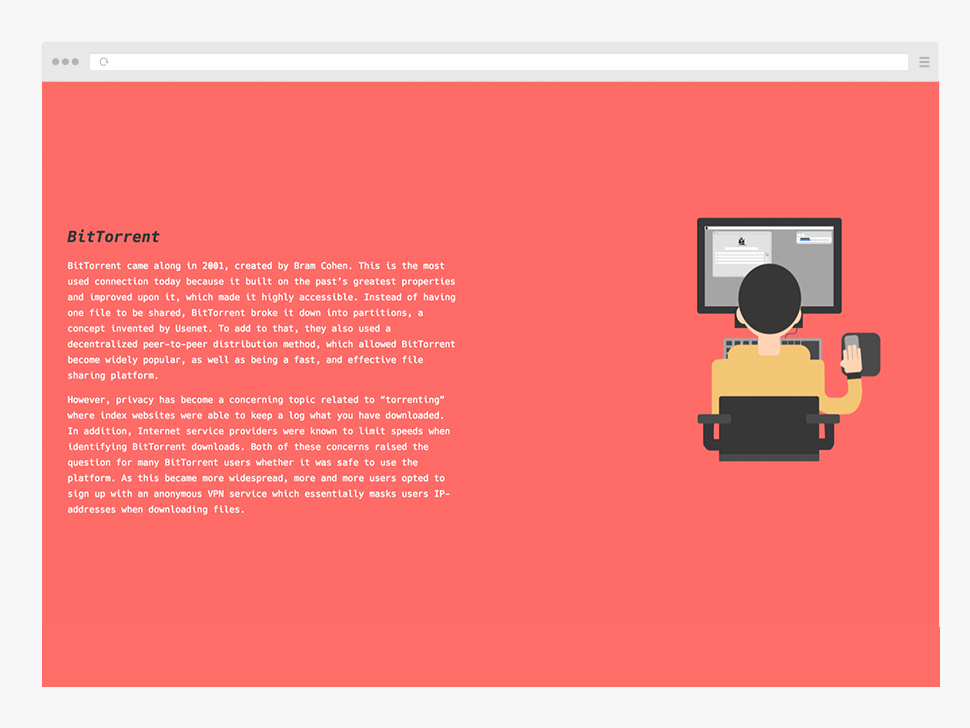 BitTorrent
BitTorrent came along in 2001, created by Bram Cohen. This is the most
used connection today because it built on the past’s greatest properties
and improved upon it, which made it highly accessible. Instead of having
one file to be shared, BitTorrent broke it down into partitions, a
concept invented by Usenet. To add to that, they also used a
decentralized peer-to-peer distribution method, which allowed BitTorrent
become widely popular, as well as being a fast, and effective file
sharing platform.
However, privacy has become a concerning topic related to “torrenting”
where index websites were able to keep a log what you have downloaded.
In addition, Internet service providers were known to limit speeds when
identifying BitTorrent downloads. Both of these concerns raised the
question for many BitTorrent users whether it was safe to use the
platform. As this became more widespread, more and more users opted to
sign up with an anonymous VPN service which essentially masks users IP-
addresses when downloading files.